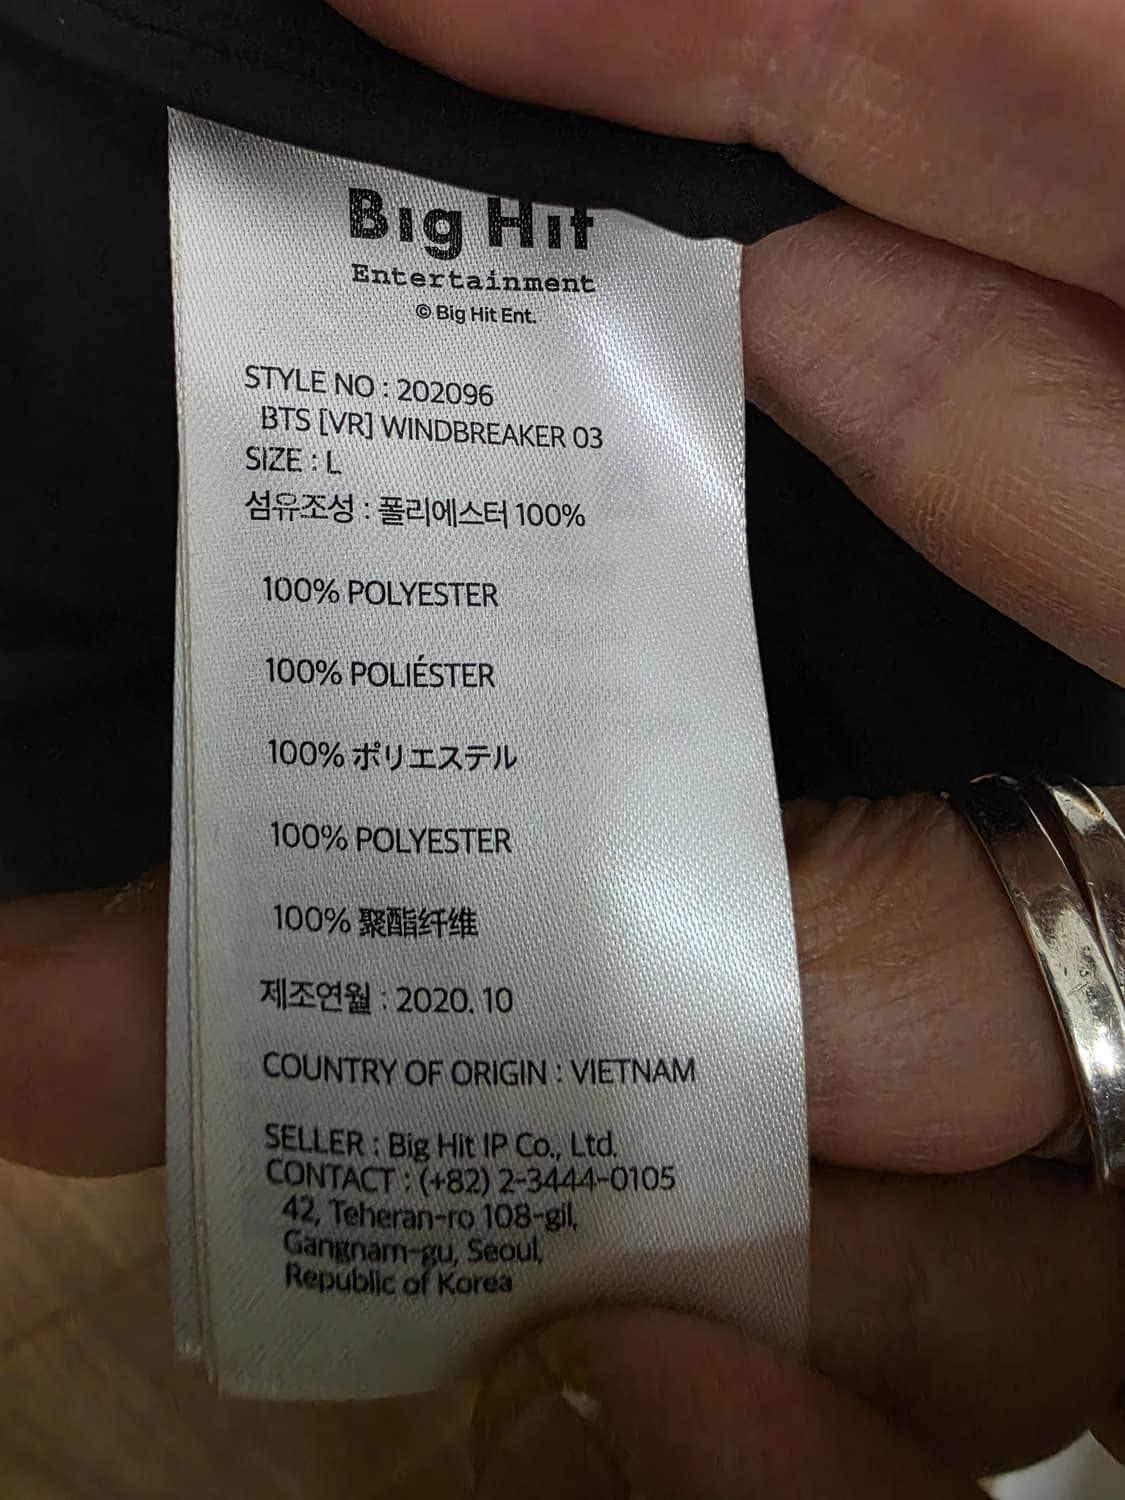 Big Hit
Entertainment
© Big Hit Ent.
STYLE NO : 202096
BTS [VR] WINDBREAKER 03
SIZE : L
섬유조성 : 폴리에스터 100%
100% POLYESTER
100% POLIÉSTER
100% ポリエステル
100% POLYESTER
100% 聚酯纤维
제조연월 : 2020. 10
COUNTRY OF ORIGIN : VIETNAM
SELLER : Big Hit IP Co., Ltd.
CONTACT : (+82) 2-3444-0105
42, Teheran-ro 108-gil,
Gangnam-gu, Seoul,
Republic of Korea